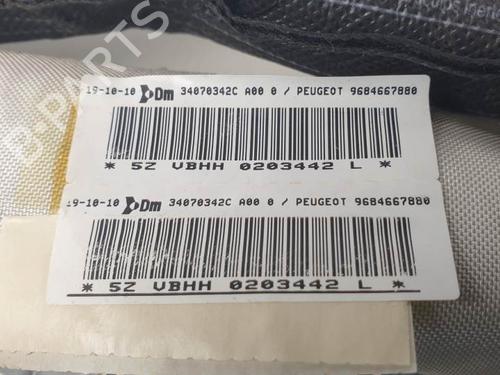 B-PARTS
19-10-10 Dm 34070342C A00 0 / PEUGEOT 9684667880
* 5Z VBHH 0203442 L *
19-10-10 Dm 34070342C A00 0 / PEUGEOT 9684667880
* 5Z VBHH 0203442 L *